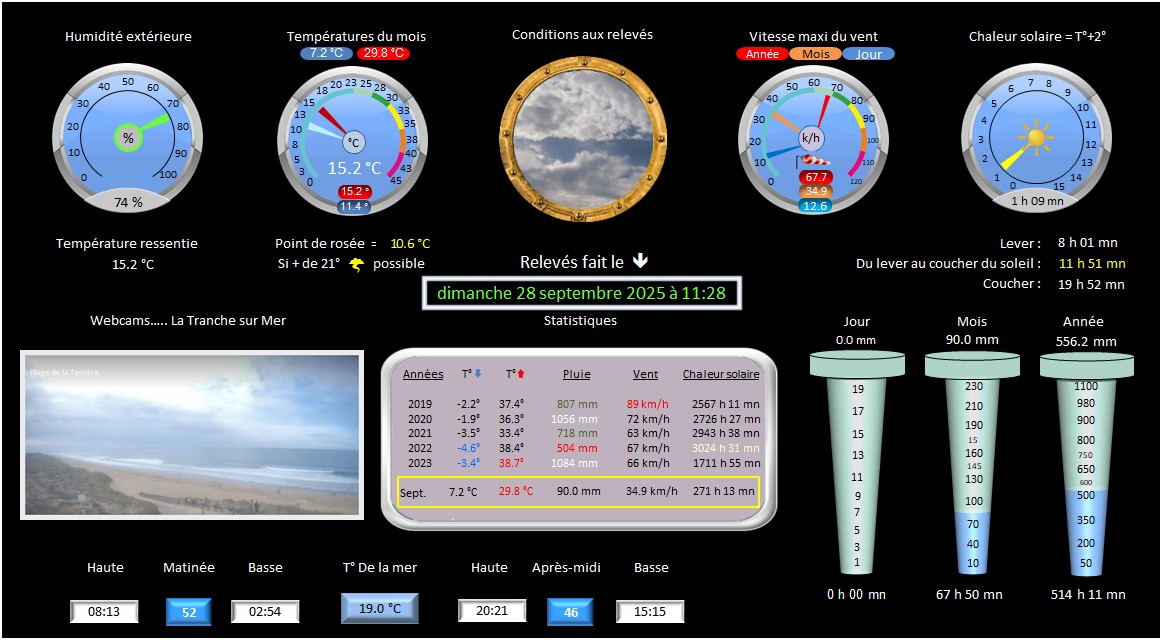 Humidité extérieure
0 10 20 30 40 50 60 70 80 90 100
%
74 %
Températures du mois
7.2 °C 29.8 °C
0 3 5 8 10 13 15 18 20 23 25 28 30 33 35 38 40 43 45
°C
15.2 °C
15.2 °
11.4 °
Conditions aux relevés
Vitesse maxi du vent
Année Mois Jour
0 10 20 30 40 50 60 70 80 90 100 110 120
k/h
67.7
34.9
12.6
Chaleur solaire = T°+2°
0 1 2 3 4 5 6 7 8 9 10 11 12 13 14 15
1 h 09 mn
Température ressentie
15.2 °C
Point de rosée = 10.6 °C
Si + de 21° possible
Relevés fait le
dimanche 28 septembre 2025 à 11:28
Lever : 8 h 01 mn
Du lever au coucher du soleil : 11 h 51 mn
Coucher : 19 h 52 mn
Webcams..... La Tranche sur Mer
Plage de la Terrière
Statistiques
Années T° T° Pluie Vent Chaleur solaire
2019 -2.2° 37.4° 807 mm 89 km/h 2567 h 11 mn
2020 -1.9° 36.3° 1056 mm 72 km/h 2726 h 27 mn
2021 -3.5° 33.4° 718 mm 63 km/h 2943 h 38 mn
2022 -4.6° 38.4° 504 mm 67 km/h 3024 h 31 mn
2023 -3.4° 38.7° 1084 mm 66 km/h 1711 h 55 mn
Sept. 7.2 °C 29.8 °C 90.0 mm 34.9 km/h 271 h 13 mn
Jour
0.0 mm
19
17
15
13
11
9
7
5
3
1
0 h 00 mn
Mois
90.0 mm
230
210
190
15
160
145
130
100
70
40
10
67 h 50 mn
Année
556.2 mm
1100
980
900
800
750
650
600
500
350
200
50
514 h 11 mn
Haute Matinée Basse
08:13 52 02:54
T° De la mer
19.0 °C
Haute Après-midi Basse
20:21 46 15:15